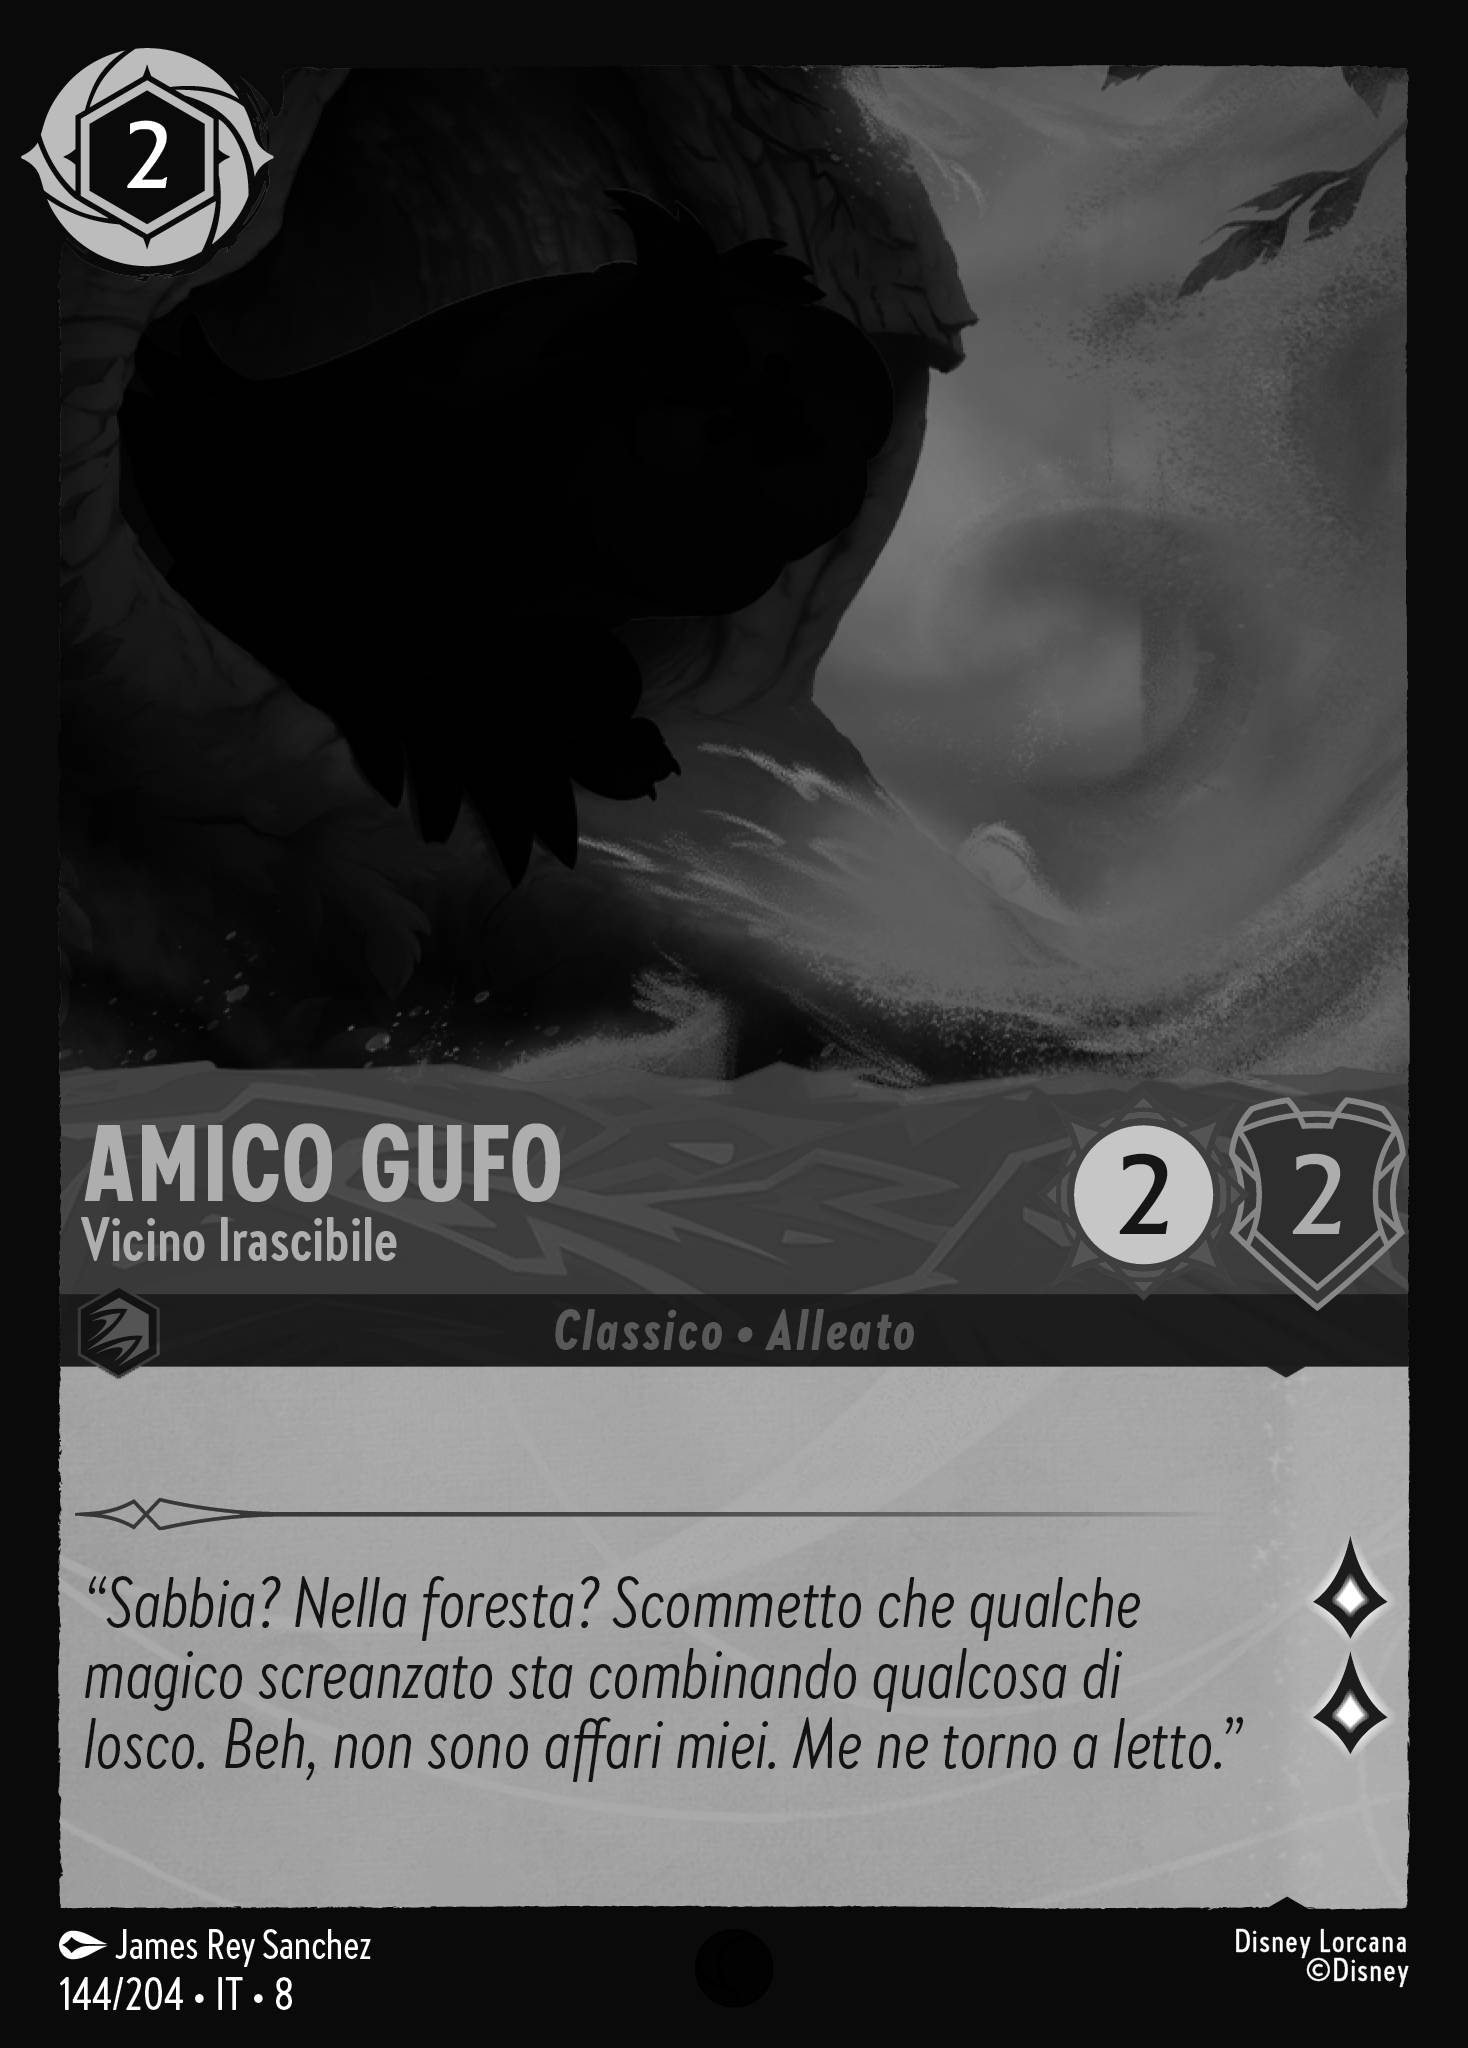 2
AMICO GUFO
Vicino Irascibile
2 2
Classico • Alleato
“Sabbia? Nella foresta? Scommetto che qualche
magico screanzato sta combinando qualcosa di
losco. Beh, non sono affari miei. Me ne torno a letto.”
James Rey Sanchez
144/204 • IT • 8
Disney Lorcana
©Disney